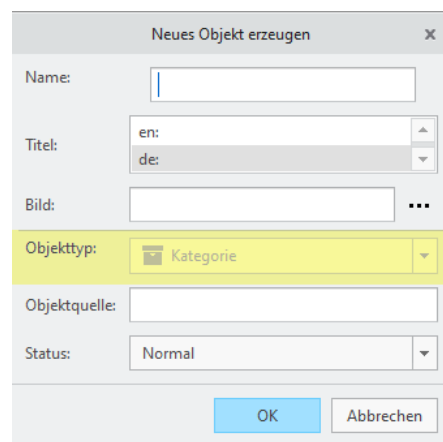 Neues Objekt erzeugen
Name:
Titel:
en:
de:
Bild:
...
Objekttyp:
Kategorie
Objektquelle:
Status:
Normal
OK
Abbrechen